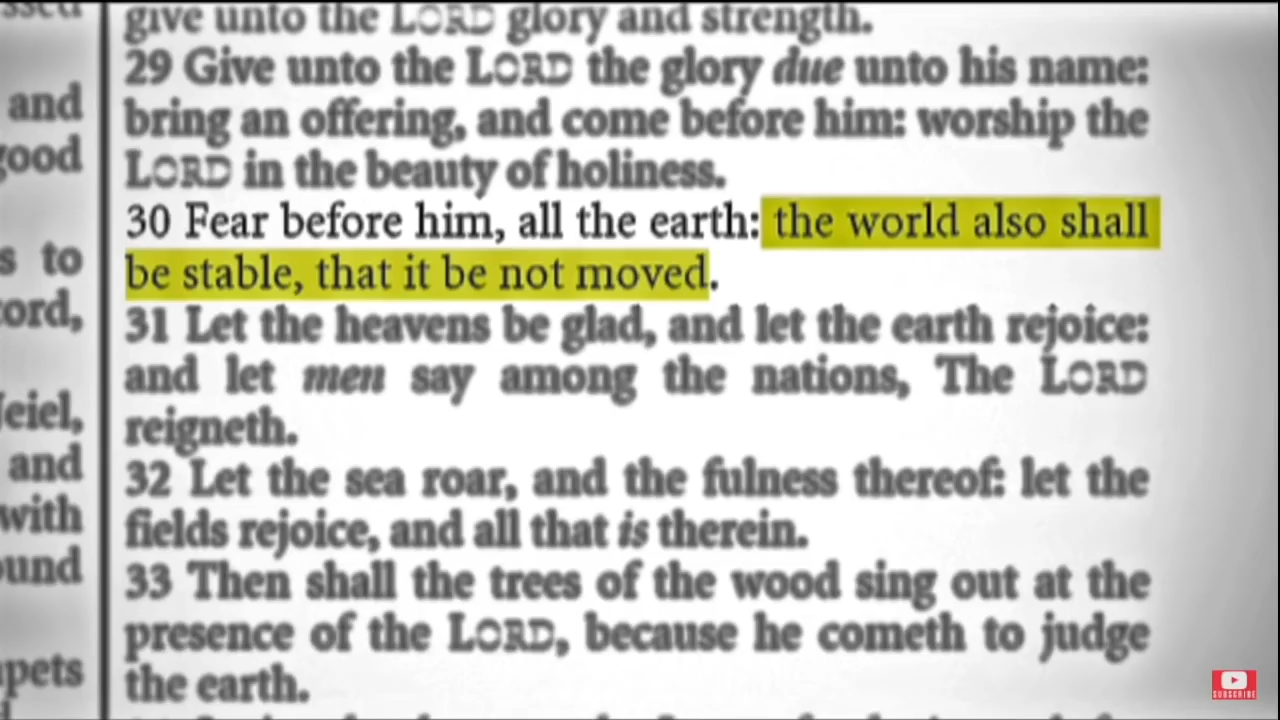 give unto the LORD glory and strength.
29 Give unto the LORD the glory due unto his name:
bring an offering, and come before him: worship the
LORD in the beauty of holiness.
30 Fear before him, all the earth: the world also shall
be stable, that it be not moved.
31 Let the heavens be glad, and let the earth rejoice:
and let men say among the nations, The LORD
reigneth.
32 Let the sea roar, and the fulness thereof: let the
fields rejoice, and all that is therein.
33 Then shall the trees of the wood sing out at the
presence of the LORD, because he cometh to judge
the earth.
and
good
s to
cord,
Jeiel,
and
with
ound
mpets
SUBSCRIBE